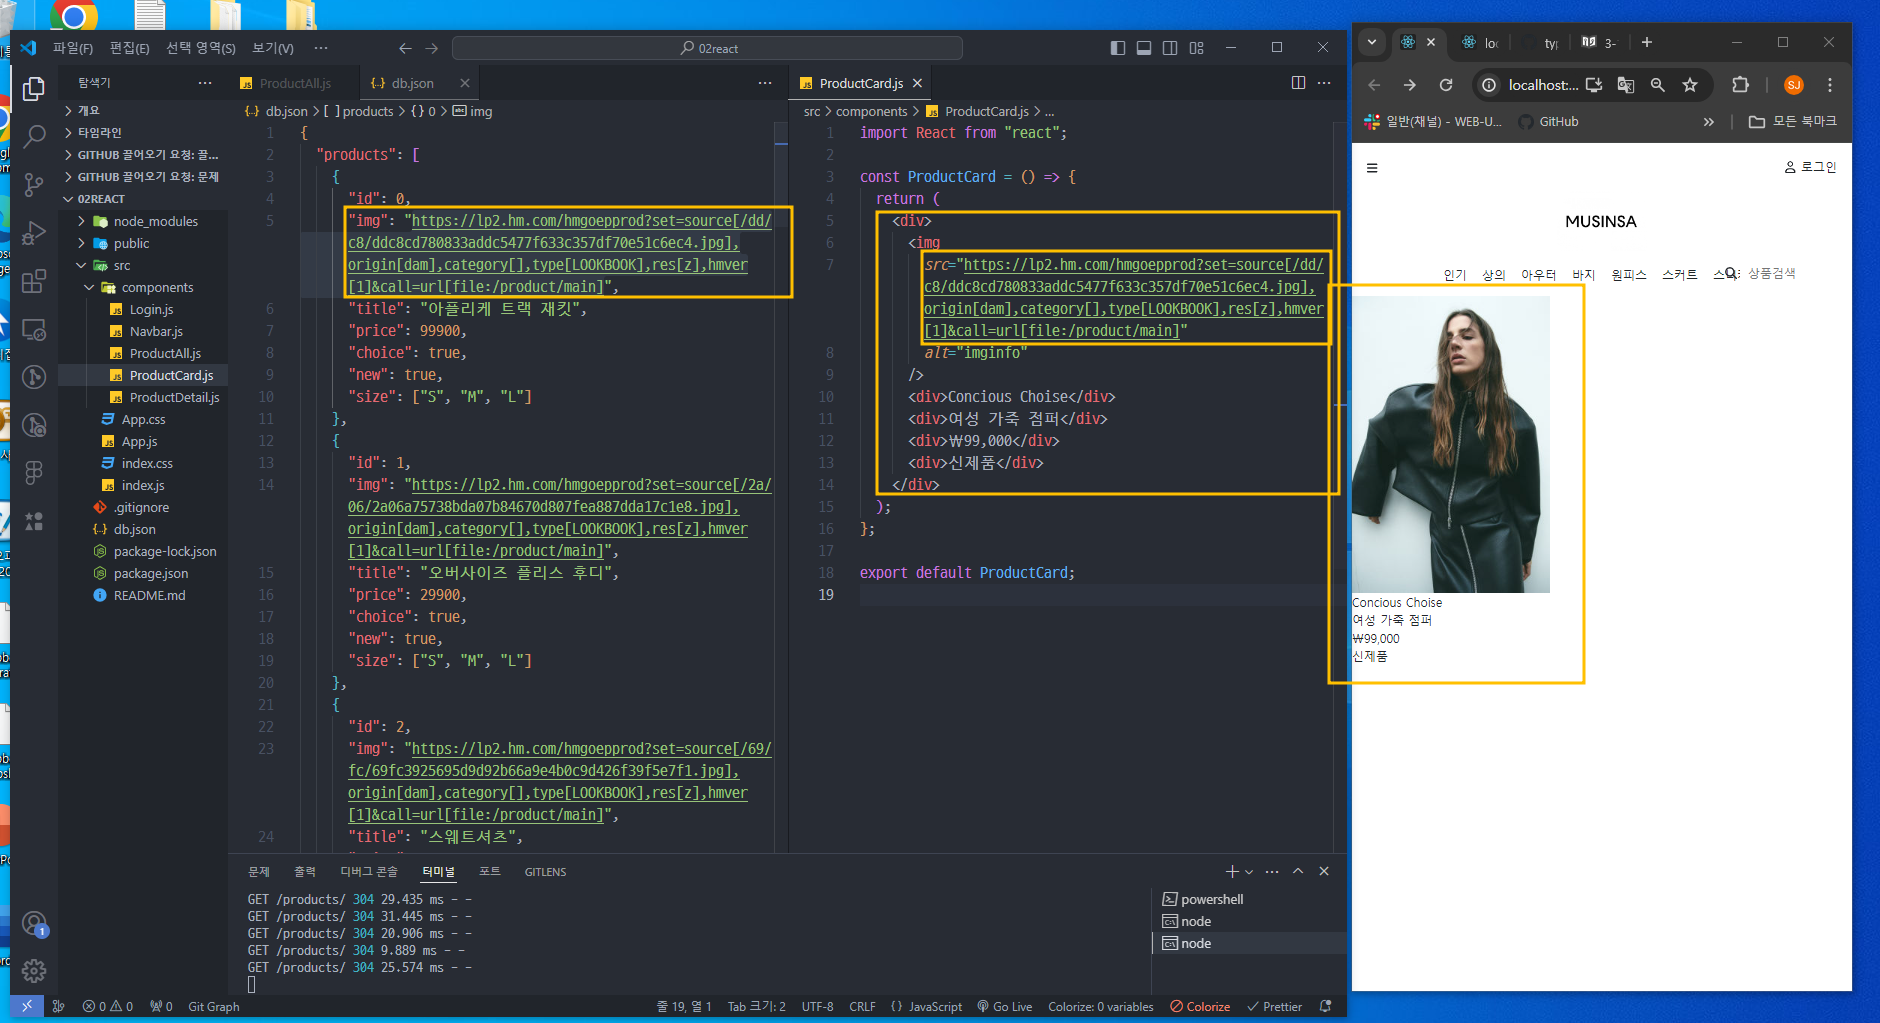 파일(F) 편집(E) 선택 영역(S) 보기(V) ··· 02react
탐색기 ···
개요
타임라인
GITHUB 끌어오기 요청: 끌...
GITHUB 끌어오기 요청: 문제
02REACT
node_modules
public
src
components
Login.js
Navbar.js
ProductAll.js
ProductCard.js
ProductDetail.js
App.css
App.js
index.css
index.js
.gitignore
db.json
package-lock.json
package.json
README.md
ProductAll.js db.json
db.json > [ ] products > { } 0 > img
1 {
2 "products": [
3 {
4 "id": 0,
5 "img": "https://lp2.hm.com/hmgoepprod?set=source[/dd/
c8/ddc8cd780833addc5477f633c357df70e51c6ec4.jpg],
origin[dam],category[],type[LOOKBOOK],res[z],hmver
[1]&call=url[file:/product/main]",
6 "title": "아플리케 트랙 재킷",
7 "price": 99900,
8 "choice": true,
9 "new": true,
10 "size": ["S", "M", "L"]
11 },
12 {
13 "id": 1,
14 "img": "https://lp2.hm.com/hmgoepprod?set=source[/2a/
06/2a06a75738bda07b84670d807fea887dda17c1e8.jpg],
origin[dam],category[],type[LOOKBOOK],res[z],hmver
[1]&call=url[file:/product/main]",
15 "title": "오버사이즈 플리스 후디",
16 "price": 29900,
17 "choice": true,
18 "new": true,
19 "size": ["S", "M", "L"]
20 },
21 {
22 "id": 2,
23 "img": "https://lp2.hm.com/hmgoepprod?set=source[/69/
fc/69fc3925695d9d92b66a9e4b0c9d426f39f5e7f1.jpg],
origin[dam],category[],type[LOOKBOOK],res[z],hmver
[1]&call=url[file:/product/main]",
24 "title": "스웨트셔츠",
ProductCard.js
src > components > ProductCard.js > ...
1 import React from "react";
2
3 const ProductCard = () => {
4 return (
5 <div>
6 <img
7 src="https://lp2.hm.com/hmgoepprod?set=source[/dd/
c8/ddc8cd780833addc5477f633c357df70e51c6ec4.jpg],
origin[dam],category[],type[LOOKBOOK],res[z],hmver
[1]&call=url[file:/product/main]"
8 alt="imginfo"
9 />
10 <div>Concious Choise</div>
11 <div>여성 가죽 점퍼</div>
12 <div>₩99,000</div>
13 <div>신제품</div>
14 </div>
15 );
16 };
17
18 export default ProductCard;
19
문제 출력 디버그 콘솔 터미널 포트 GITLENS
GET /products/ 304 29.435 ms - -
GET /products/ 304 31.445 ms - -
GET /products/ 304 20.906 ms - -
GET /products/ 304 9.889 ms - -
GET /products/ 304 25.574 ms - -
powershell
node
node
0 0 0 Git Graph 줄 19, 열 1 Tab 크기: 2 UTF-8 CRLF { } JavaScript Go Live Colorize: 0 variables Colorize Prettier
loc typ 3-
localhost:... SJ
일반(채널) - WEB-U... GitHub » 모든 북마크
로그인
MUSINSA
인기 상의 아우터 바지 원피스 스커트 상품검색
Concious Choise
여성 가죽 점퍼
₩99,000
신제품